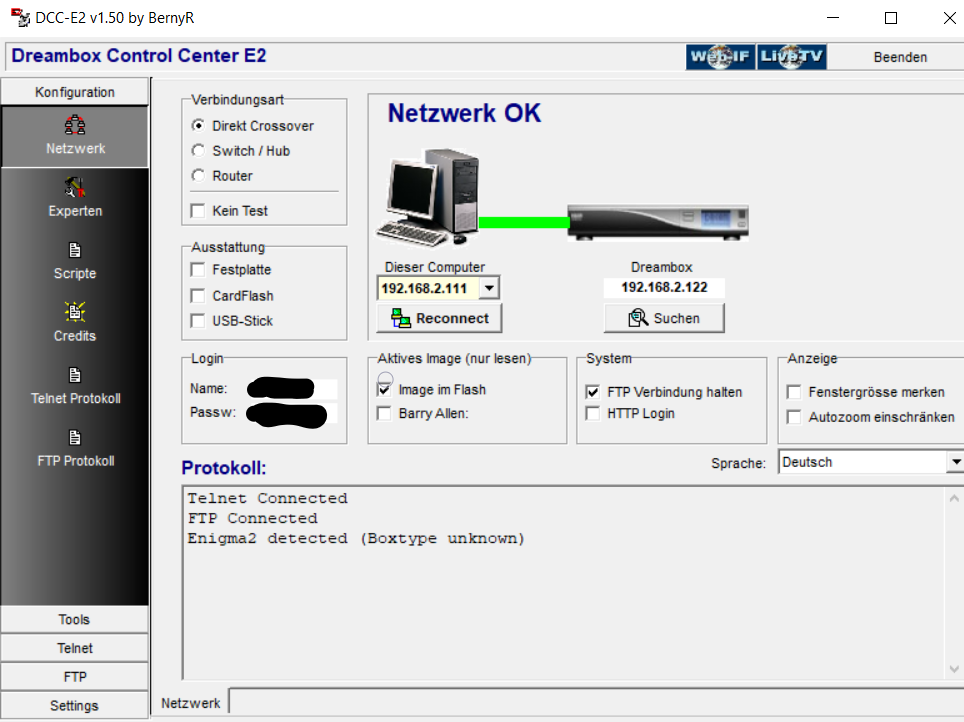 DCC-E2 v1.50 by BernyR
Dreambox Control Center E2
Web-IF
LiveTV
Beenden
Konfiguration
Netzwerk
Experten
Scripte
Credits
Telnet Protokoll
FTP Protokoll
Tools
Telnet
FTP
Settings
Verbindungsart
Direkt Crossover
Switch / Hub
Router
Kein Test
Netzwerk OK
Dieser Computer
192.168.2.111
Reconnect
Dreambox
192.168.2.122
Suchen
Ausstattung
Festplatte
CardFlash
USB-Stick
Login
Name:
Passw:
Aktives Image (nur lesen)
Image im Flash
Barry Allen:
System
FTP Verbindung halten
HTTP Login
Anzeige
Fenstergrösse merken
Autozoom einschränken
Protokoll:
Sprache:
Deutsch
Telnet Connected
FTP Connected
Enigma2 detected (Boxtype unknown)
Netzwerk